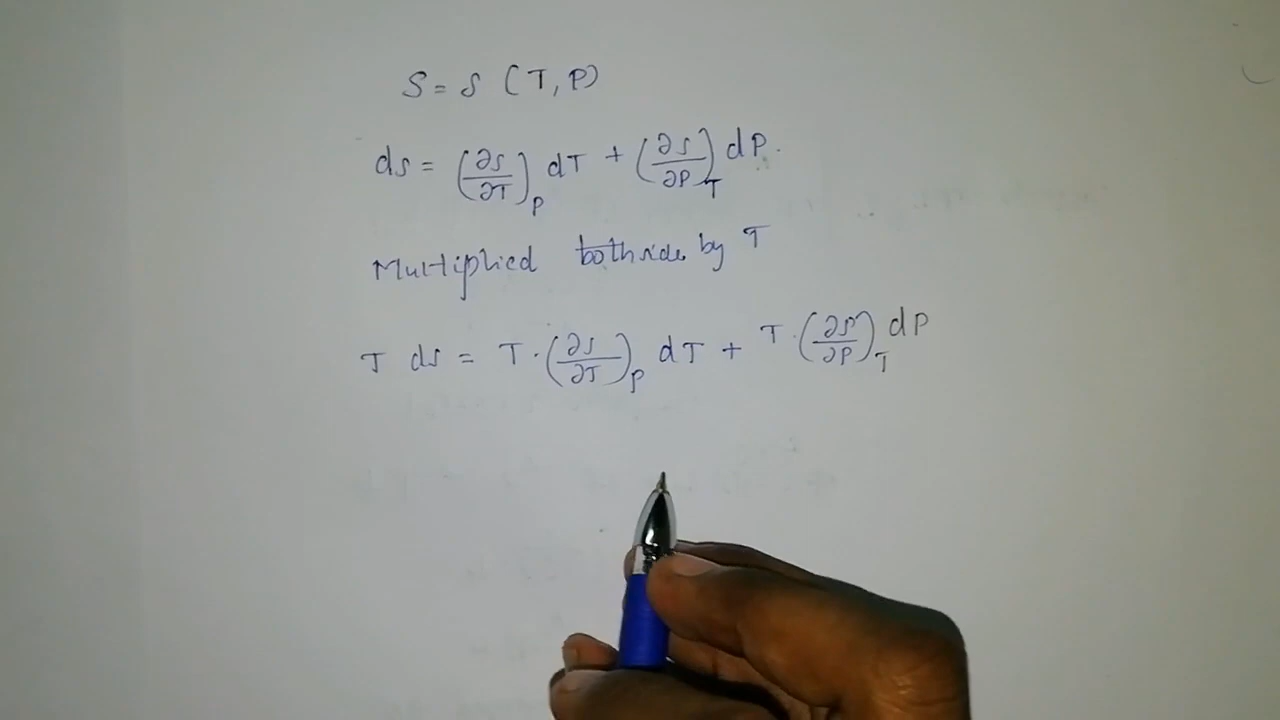 S = S (T, P)
dS = (∂S/∂T)_P dT + (∂S/∂P)_T dP.
Multiplied bothside by T
T dS = T·(∂S/∂T)_P dT + T·(∂S/∂P)_T dP